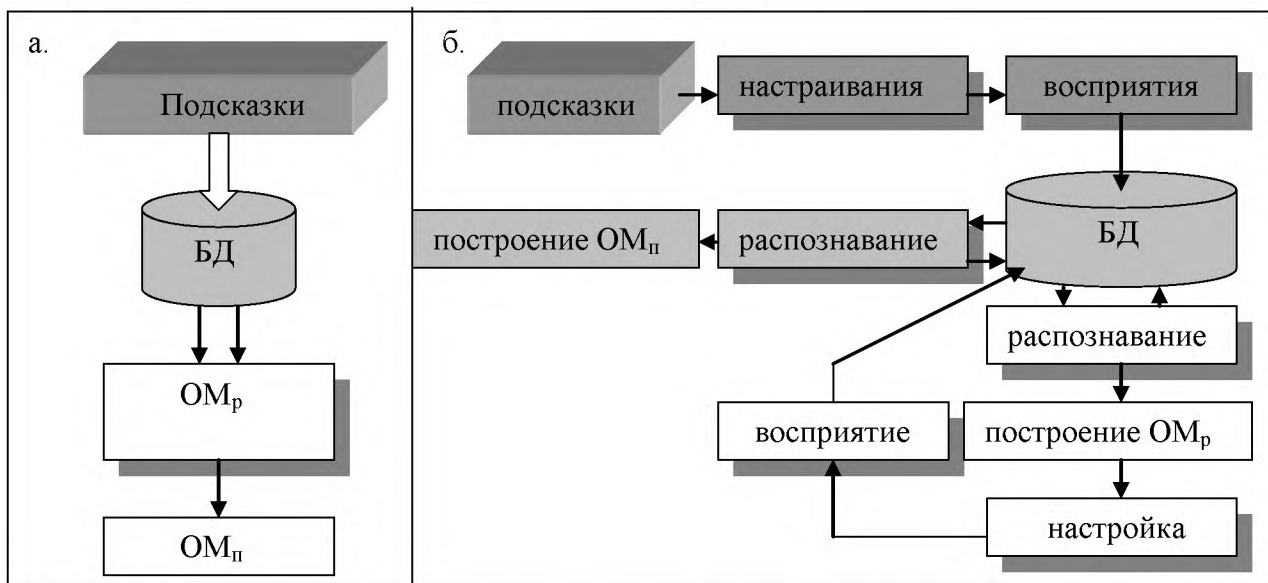 а.
Подсказки
БД
ОМр
ОМп
б.
подсказки
настраивания
восприятия
построение ОМп
распознавание
БД
распознавание
восприятие
построение ОМр
настройка